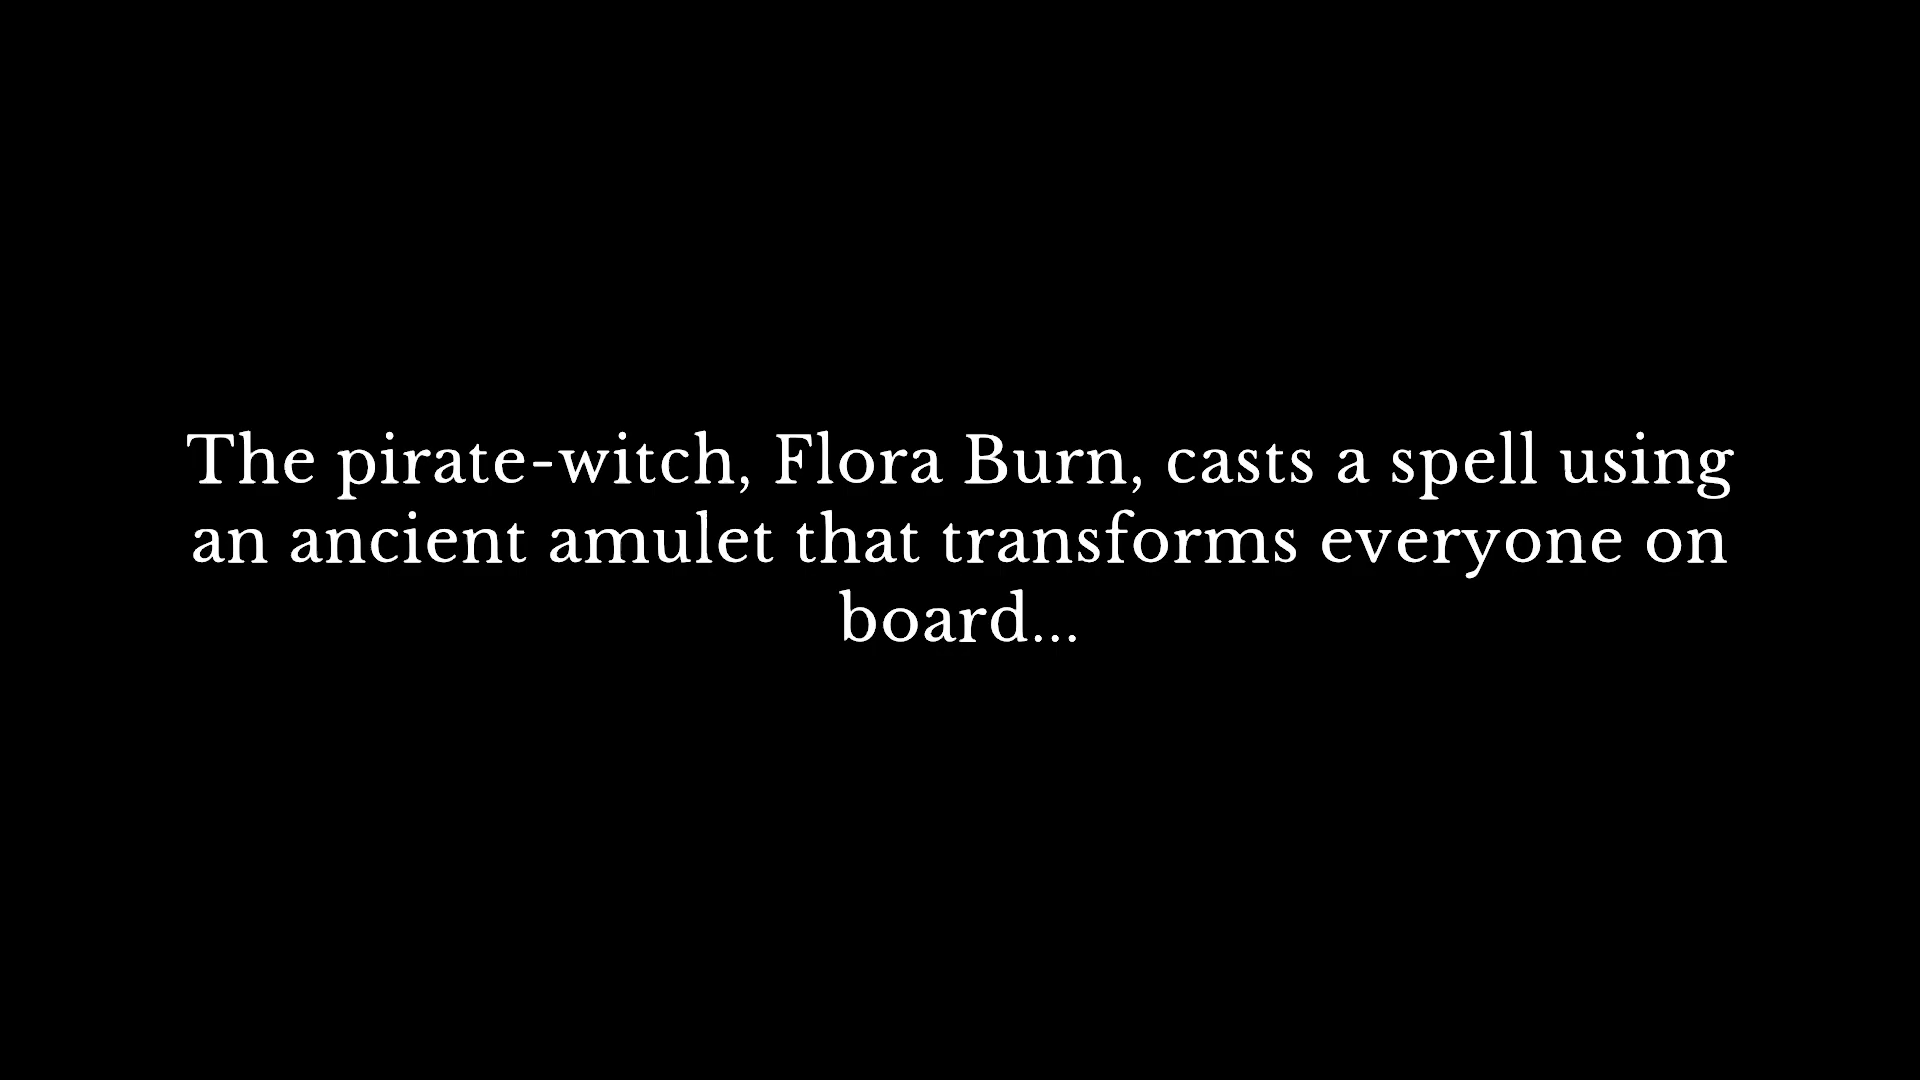 The pirate-witch, Flora Burn, casts a spell using
an ancient amulet that transforms everyone on
board...